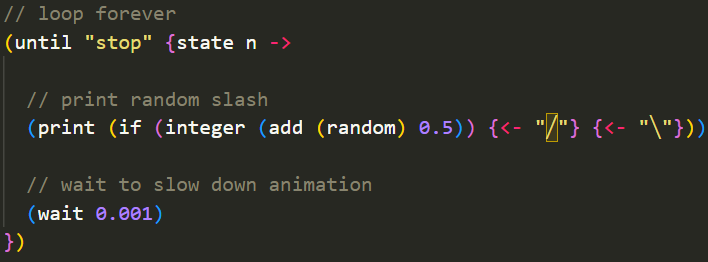 // loop forever
(until "stop" {state n ->
// print random slash
(print (if (integer (add (random) 0.5)) {<- "/"} {<- "\"}))
// wait to slow down animation
(wait 0.001)
})